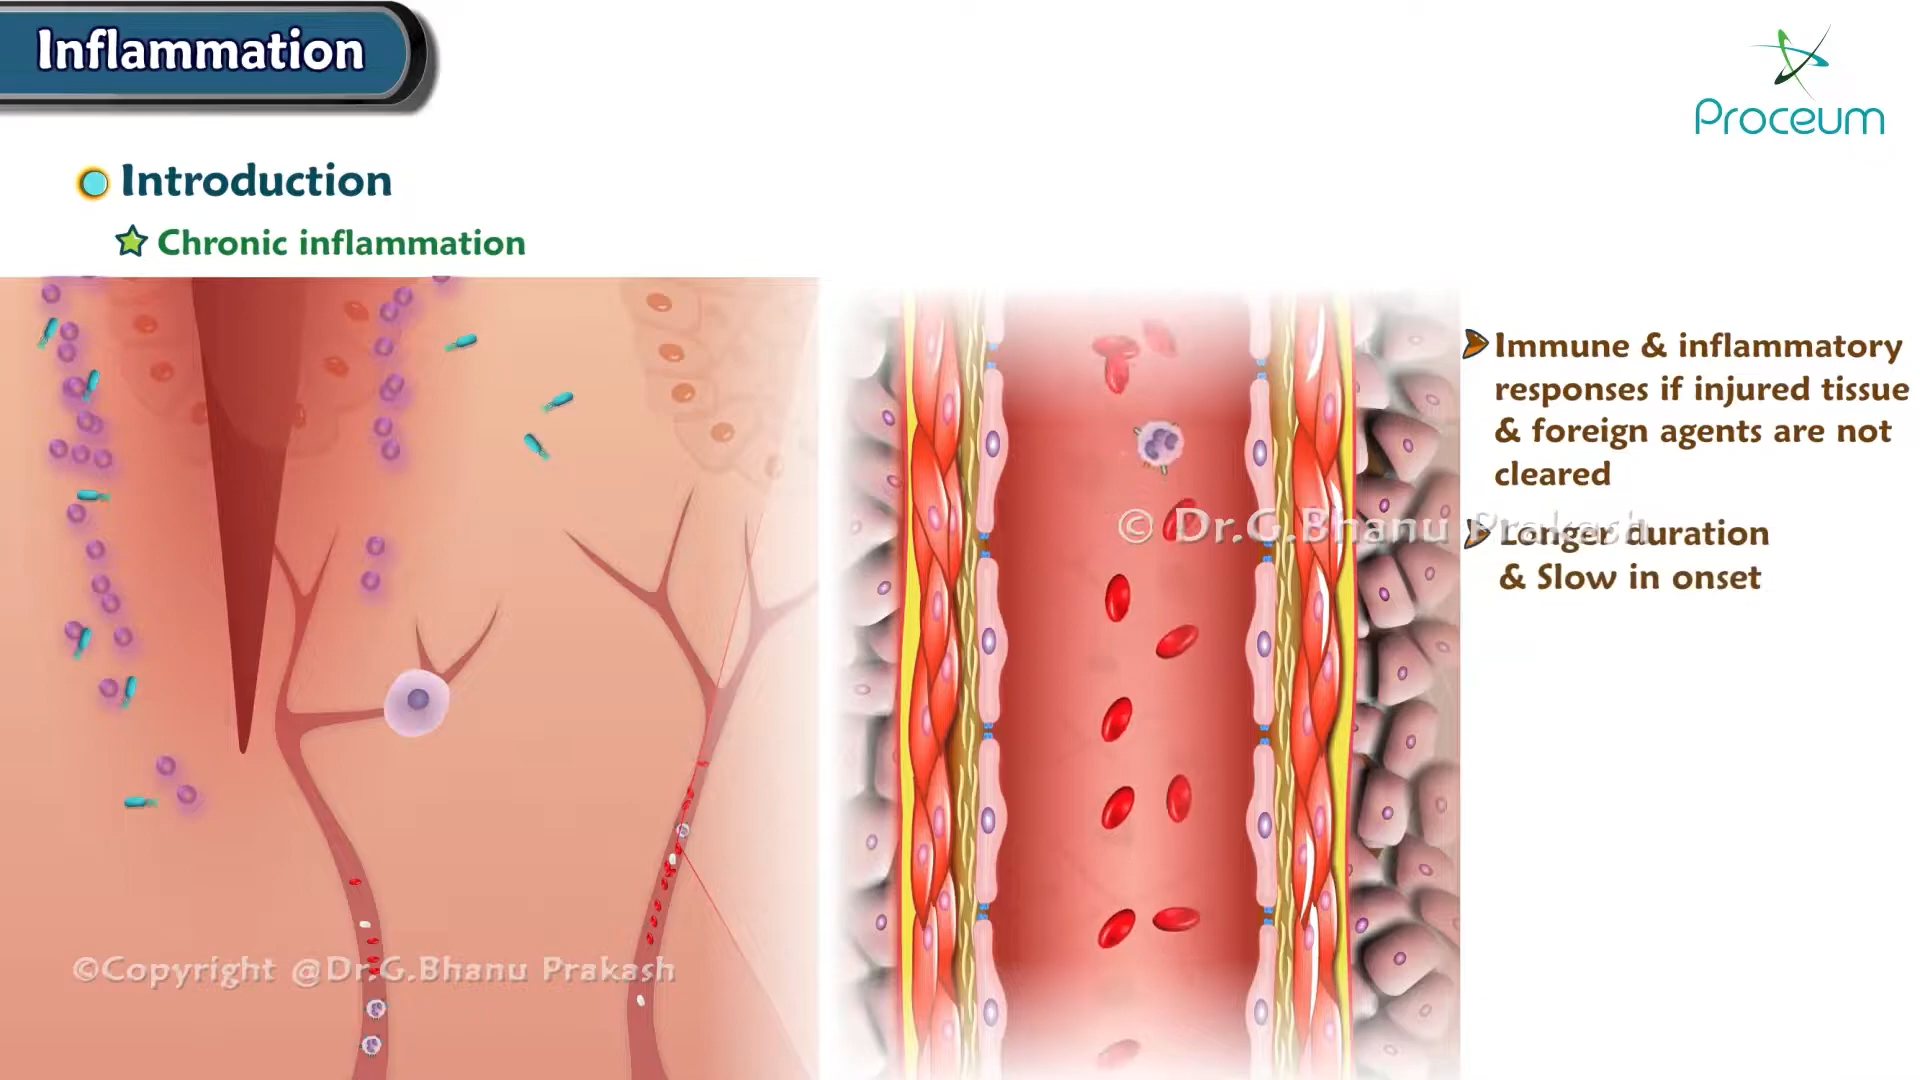 Inflammation
Proceum
Introduction
Chronic inflammation
Immune & inflammatory
responses if injured tissue
& foreign agents are not
cleared
© Dr.G.Bhanu Prakash
Longer duration
& Slow in onset
©Copyright @Dr.G.Bhanu Prakash